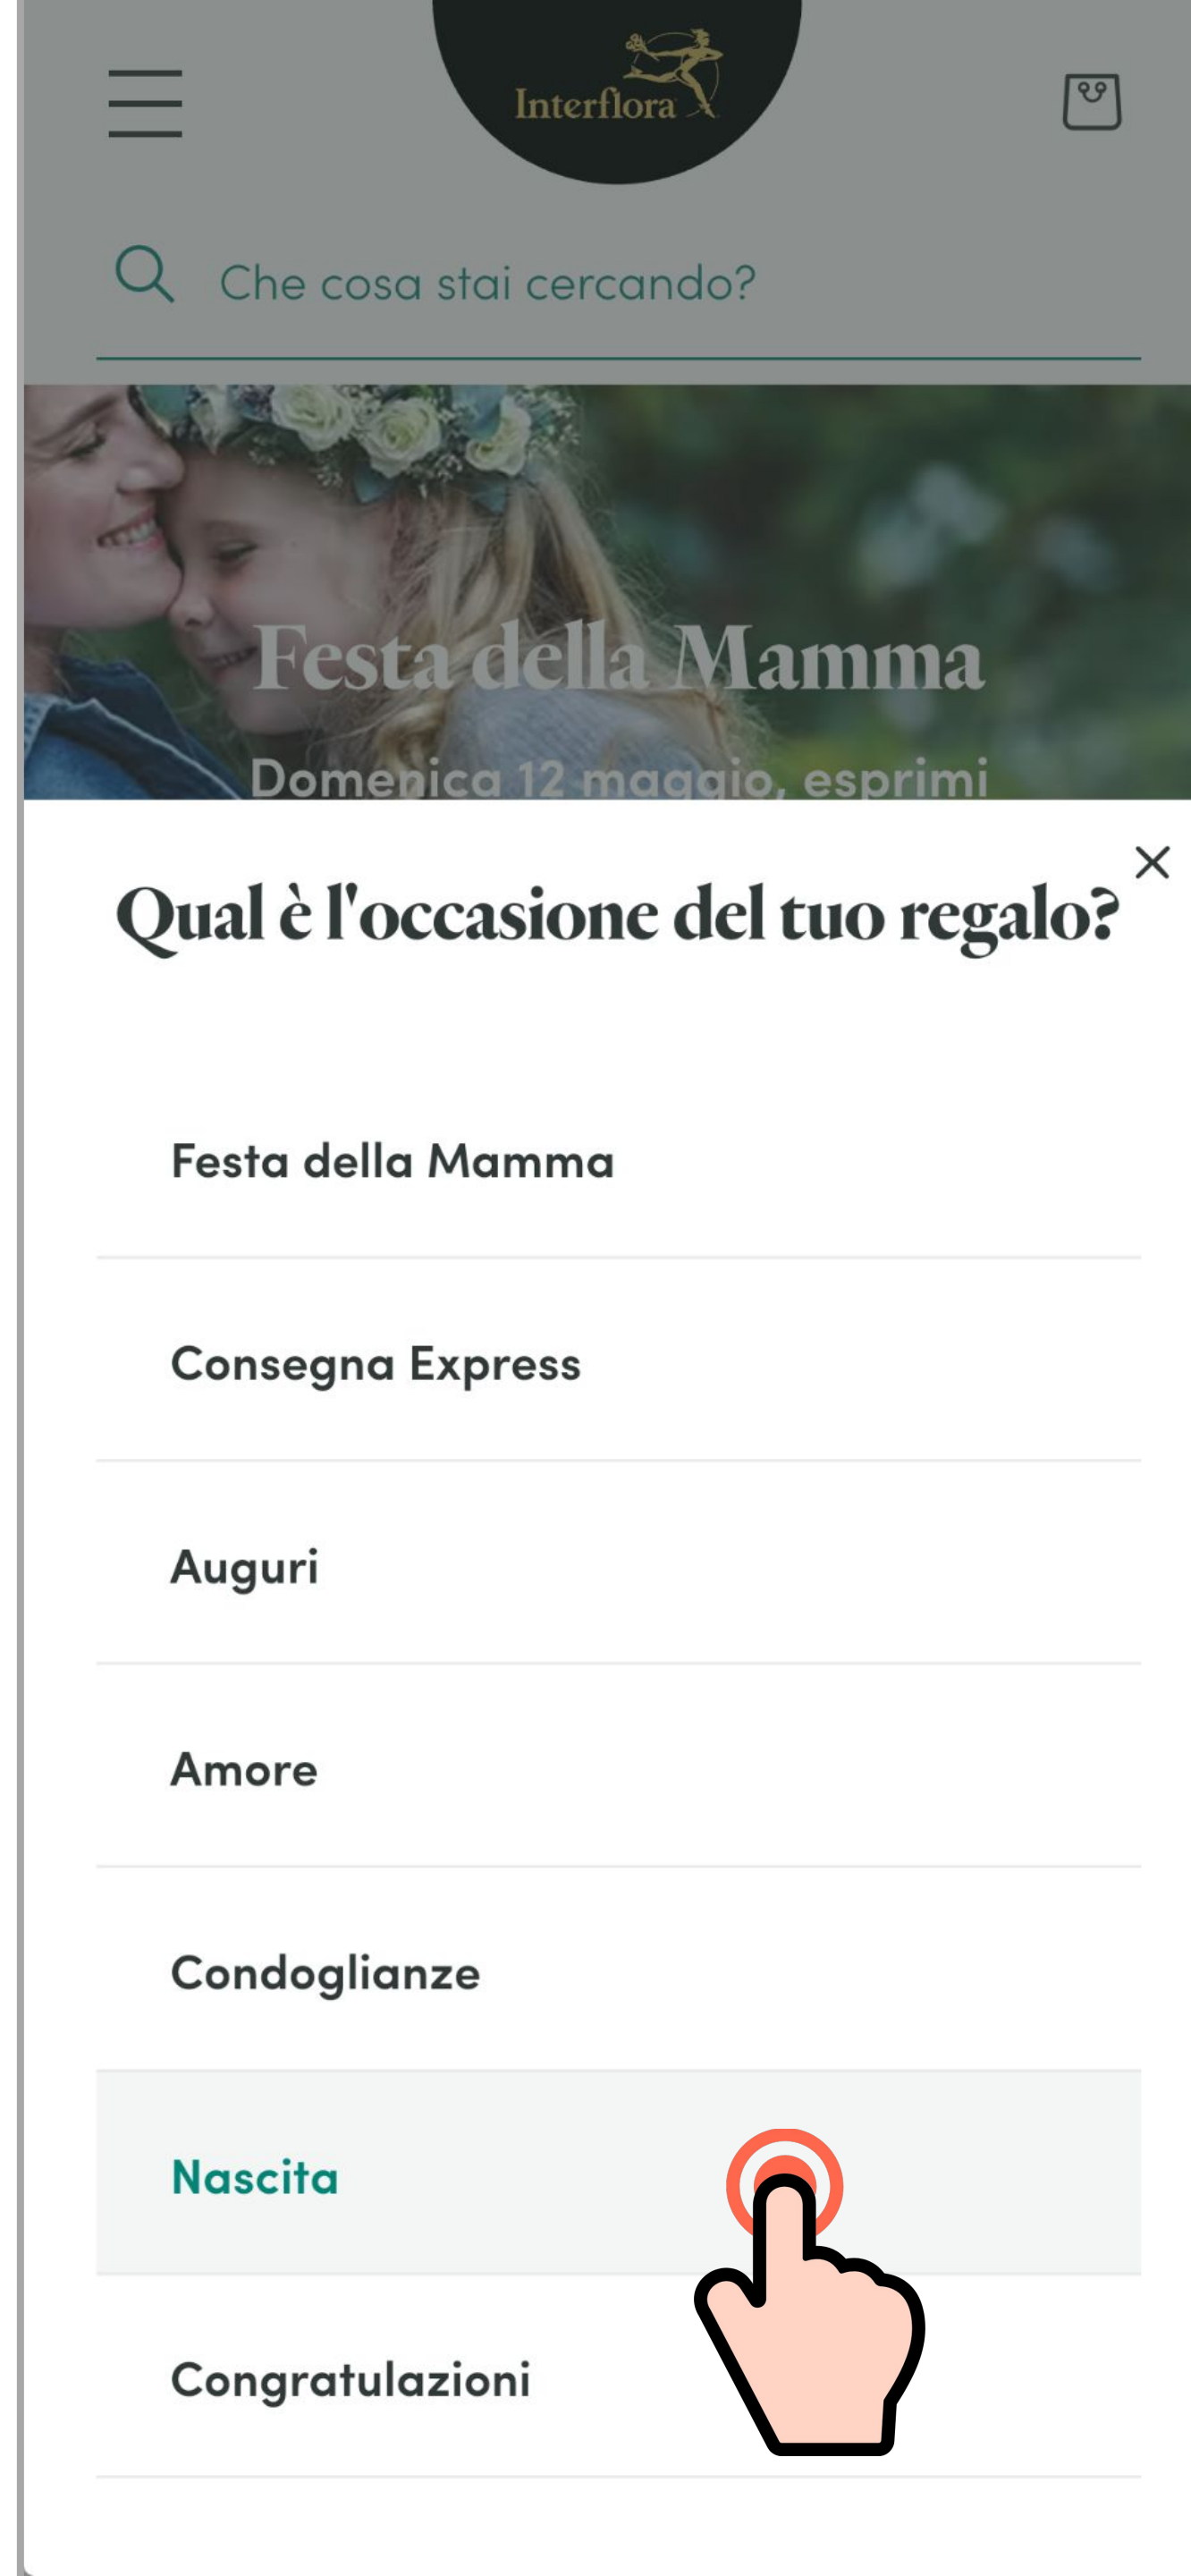 Interflora
Che cosa stai cercando?
Festa della Mamma
Domenica 12 maggio, esprimi
Qual è l'occasione del tuo regalo?
Festa della Mamma
Consegna Express
Auguri
Amore
Condoglianze
Nascita
Congratulazioni